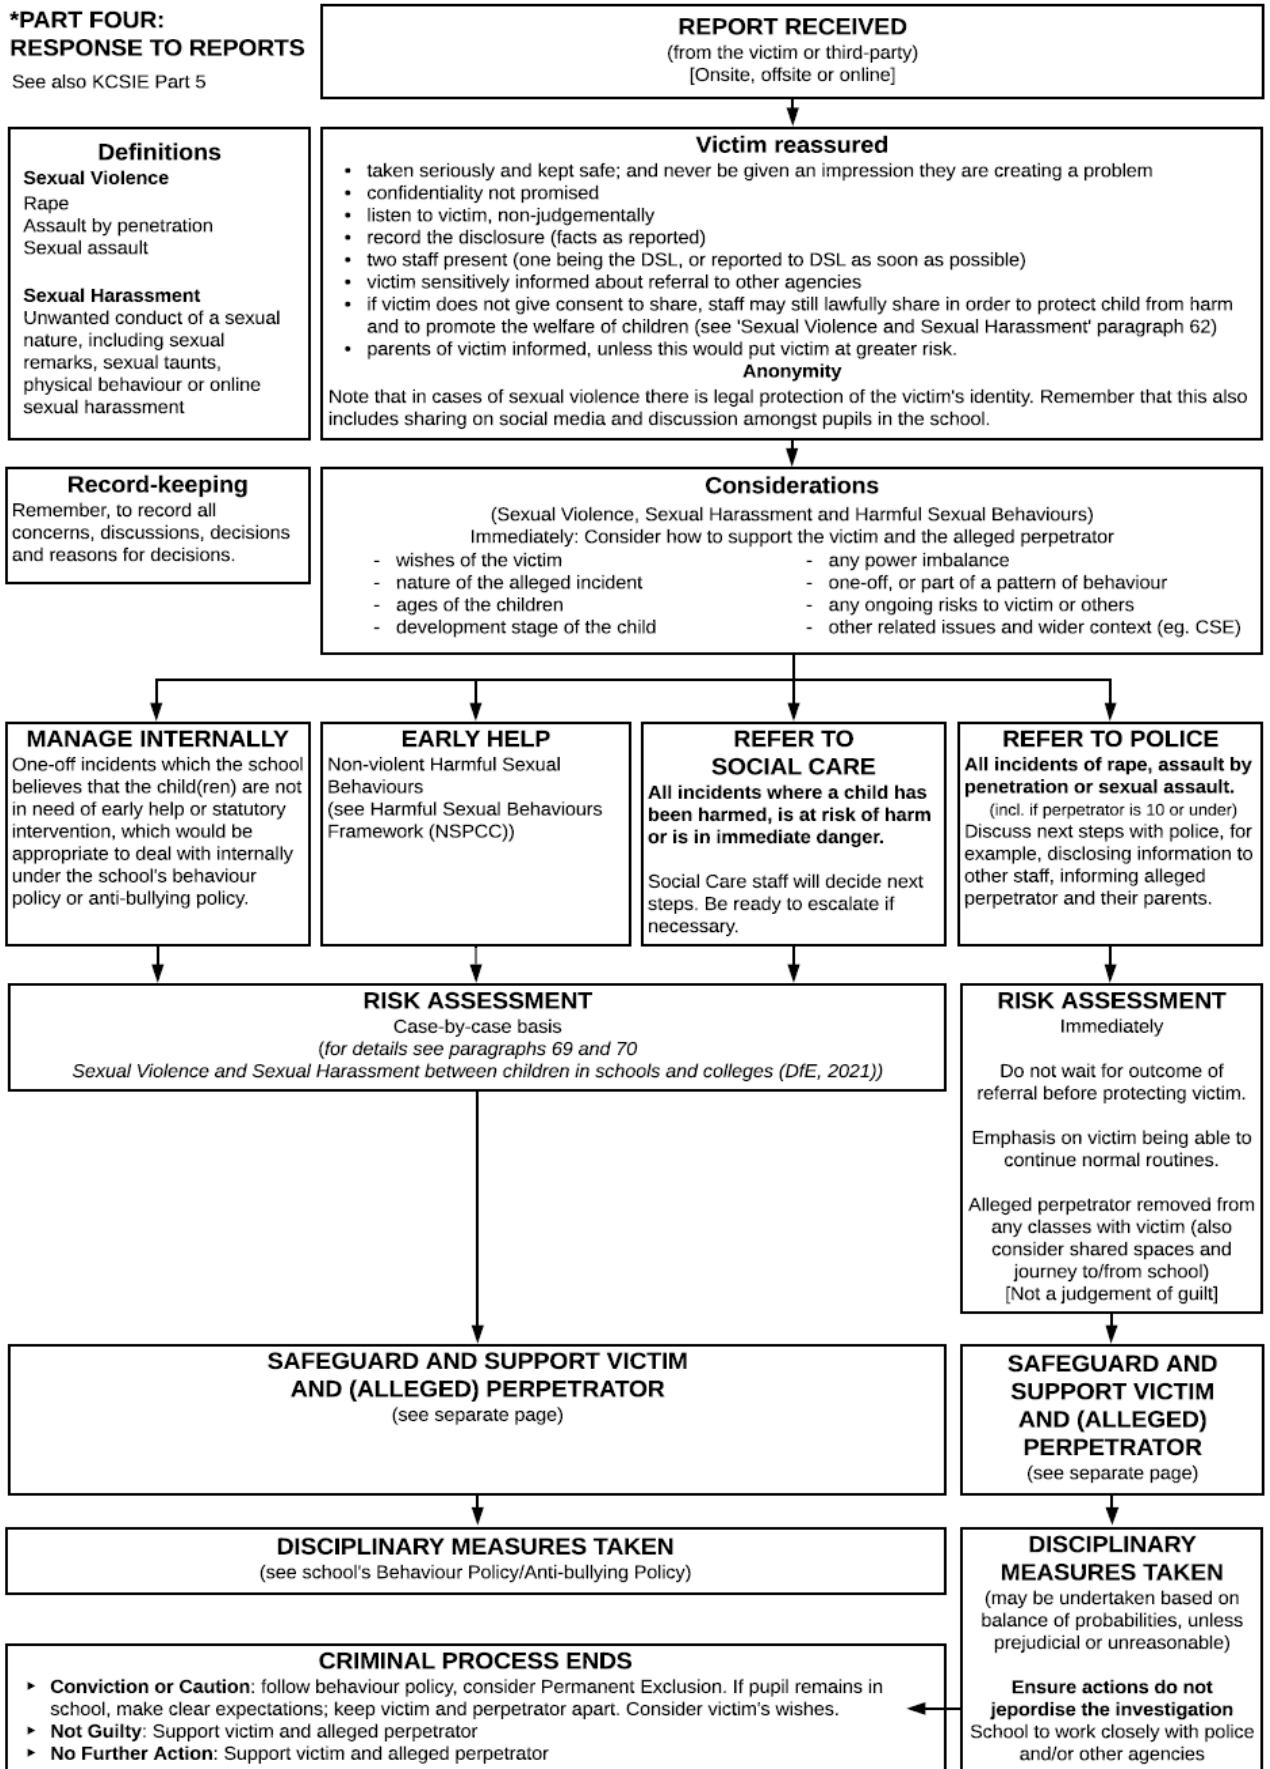 *PART FOUR:
RESPONSE TO REPORTS
See also KCSIE Part 5
REPORT RECEIVED
(from the victim or third-party)
[Onsite, offsite or online]
Definitions
Sexual Violence
Rape
Assault by penetration
Sexual assault
Sexual Harassment
Unwanted conduct of a sexual
nature, including sexual
remarks, sexual taunts,
physical behaviour or online
sexual harassment
Victim reassured
• taken seriously and kept safe; and never be given an impression they are creating a problem
• confidentiality not promised
• listen to victim, non-judgementally
• record the disclosure (facts as reported)
• two staff present (one being the DSL, or reported to DSL as soon as possible)
• victim sensitively informed about referral to other agencies
• if victim does not give consent to share, staff may still lawfully share in order to protect child from harm
and to promote the welfare of children (see 'Sexual Violence and Sexual Harassment' paragraph 62)
• parents of victim informed, unless this would put victim at greater risk.
Anonymity
Note that in cases of sexual violence there is legal protection of the victim's identity. Remember that this also
includes sharing on social media and discussion amongst pupils in the school.
Record-keeping
Remember, to record all
concerns, discussions, decisions
and reasons for decisions.
Considerations
(Sexual Violence, Sexual Harassment and Harmful Sexual Behaviours)
Immediately: Consider how to support the victim and the alleged perpetrator
- wishes of the victim
- nature of the alleged incident
- ages of the children
- development stage of the child
- any power imbalance
- one-off, or part of a pattern of behaviour
- any ongoing risks to victim or others
- other related issues and wider context (eg. CSE)
MANAGE INTERNALLY
One-off incidents which the school
believes that the child(ren) are not
in need of early help or statutory
intervention, which would be
appropriate to deal with internally
under the school's behaviour
policy or anti-bullying policy.
EARLY HELP
Non-violent Harmful Sexual
Behaviours
(see Harmful Sexual Behaviours
Framework (NSPCC))
REFER TO
SOCIAL CARE
All incidents where a child has
been harmed, is at risk of harm
or is in immediate danger.
Social Care staff will decide next
steps. Be ready to escalate if
necessary.
REFER TO POLICE
All incidents of rape, assault by
penetration or sexual assault.
(incl. if perpetrator is 10 or under)
Discuss next steps with police, for
example, disclosing information to
other staff, informing alleged
perpetrator and their parents.
RISK ASSESSMENT
Case-by-case basis
(for details see paragraphs 69 and 70
Sexual Violence and Sexual Harassment between children in schools and colleges (DfE, 2021))
RISK ASSESSMENT
Immediately
Do not wait for outcome of
referral before protecting victim.
Emphasis on victim being able to
continue normal routines.
Alleged perpetrator removed from
any classes with victim (also
consider shared spaces and
journey to/from school)
[Not a judgement of guilt]
SAFEGUARD AND SUPPORT VICTIM
AND (ALLEGED) PERPETRATOR
(see separate page)
SAFEGUARD AND
SUPPORT VICTIM
AND (ALLEGED)
PERPETRATOR
(see separate page)
DISCIPLINARY MEASURES TAKEN
(see school's Behaviour Policy/Anti-bullying Policy)
DISCIPLINARY
MEASURES TAKEN
(may be undertaken based on
balance of probabilities, unless
prejudicial or unreasonable)
Ensure actions do not
jepordise the investigation
School to work closely with police
and/or other agencies
CRIMINAL PROCESS ENDS
▸ Conviction or Caution: follow behaviour policy, consider Permanent Exclusion. If pupil remains in
school, make clear expectations; keep victim and perpetrator apart. Consider victim's wishes.
▸ Not Guilty: Support victim and alleged perpetrator
▸ No Further Action: Support victim and alleged perpetrator